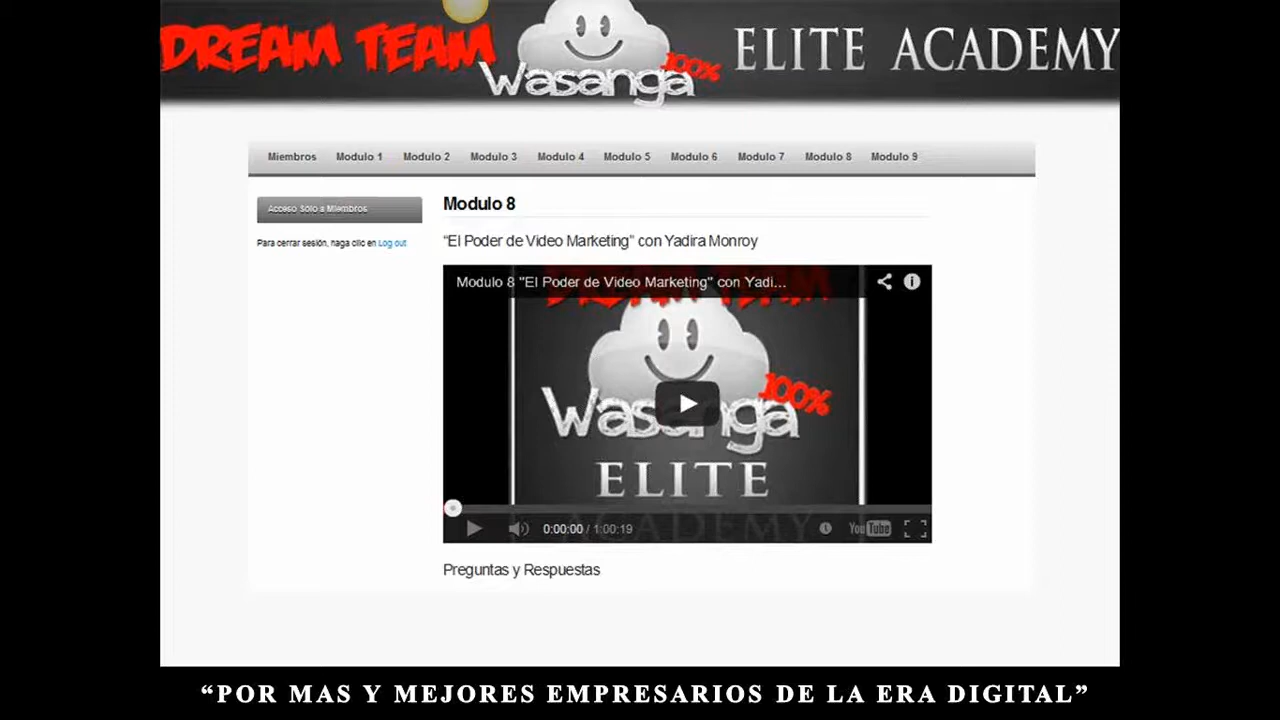 DREAM TEAM Wasanga 100% ELITE ACADEMY
Miembros Modulo 1 Modulo 2 Modulo 3 Modulo 4 Modulo 5 Modulo 6 Modulo 7 Modulo 8 Modulo 9
Acceso Sólo a Miembros
Para cerrar sesión, haga clic en Log out
Modulo 8
“El Poder de Video Marketing” con Yadira Monroy
Modulo 8 "El Poder de Video Marketing" con Yadi...
Wasanga 100%
ELITE
ACADEMY
0:00:00 / 1:00:19
YouTube
Preguntas y Respuestas
“POR MAS Y MEJORES EMPRESARIOS DE LA ERA DIGITAL”